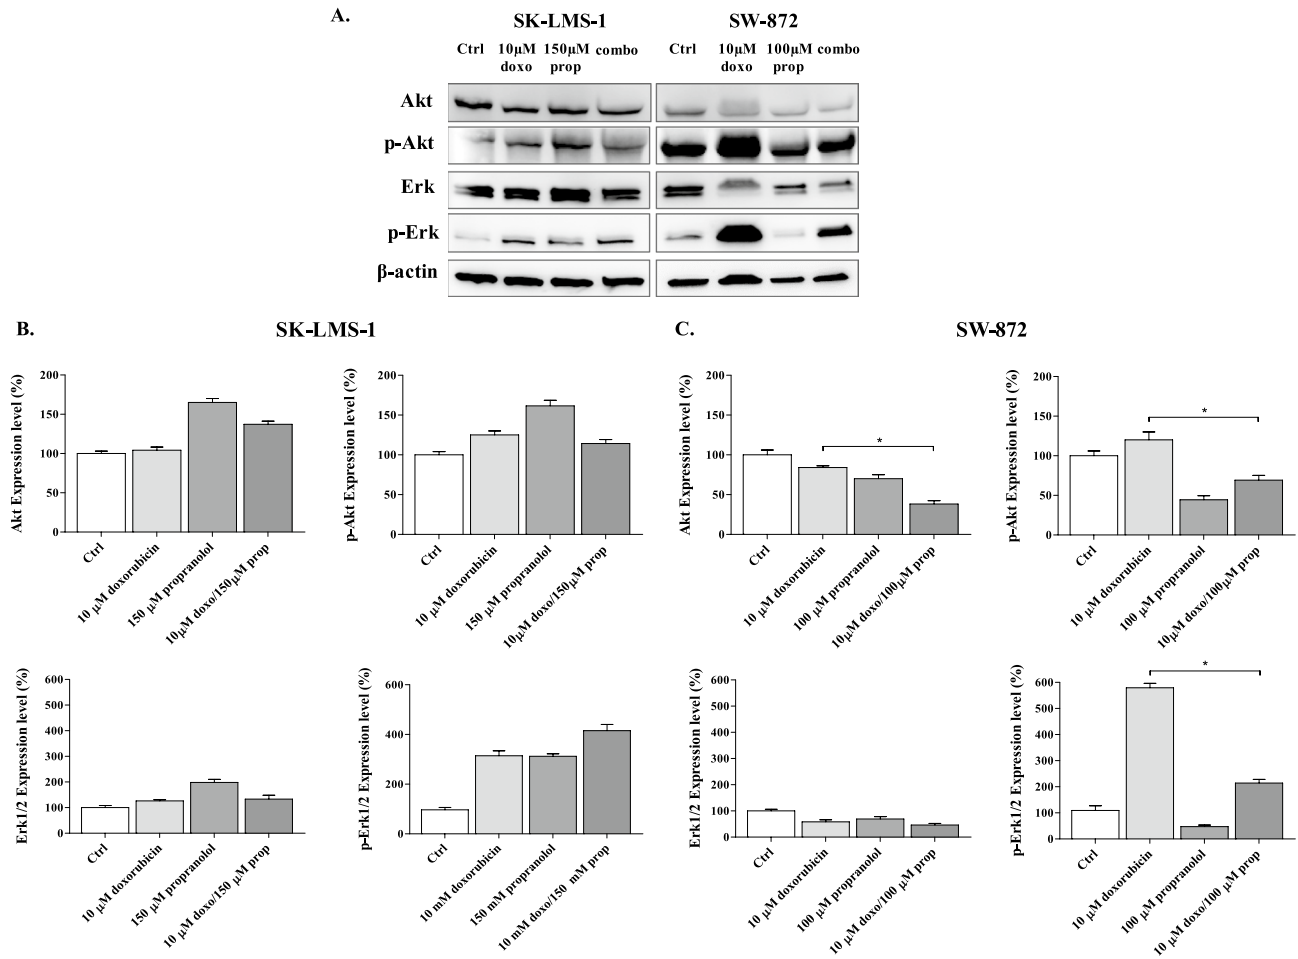 A.
SK-LMS-1
SW-872
Ctrl 10µM doxo 150µM prop combo
Ctrl 10µM doxo 100µM prop combo
Akt
p-Akt
Erk
p-Erk
β-actin
B.
SK-LMS-1
C.
SW-872
Akt Expression level (%)
200
150
100
50
0
Ctrl
10 µM doxorubicin
150 µM propranolol
10µM doxo/150µM prop
p-Akt Expression level (%)
200
150
100
50
0
Ctrl
10 µM doxorubicin
150 µM propranolol
10µM doxo/150µM prop
Akt Expression level (%)
200
150
100
50
0
*
Ctrl
10 µM doxorubicin
100 µM propranolol
10µM doxo/100µM prop
p-Akt Expression level (%)
200
150
100
50
0
*
Ctrl
10 µM doxorubicin
100 µM propranolol
10µM doxo/100µM prop
Erk1/2 Expression level (%)
600
500
400
300
200
100
0
Ctrl
10 µM doxorubicin
150 µM propranolol
10 µM doxo/150 µM prop
p-Erk1/2 Expression level (%)
600
400
200
0
Ctrl
10 mM doxorubicin
150 mM propranolol
10 mM doxo/150 mM prop
Erk1/2 Expression level (%)
600
500
400
300
200
100
0
Ctrl
10 µM doxorubicin
100 µM propranolol
10 µM doxo/100 µM prop
p-Erk1/2 Expression level (%)
600
500
400
300
200
100
0
*
Ctrl
10 µM doxorubicin
100 µM propranolol
10 µM doxo/100 µM prop